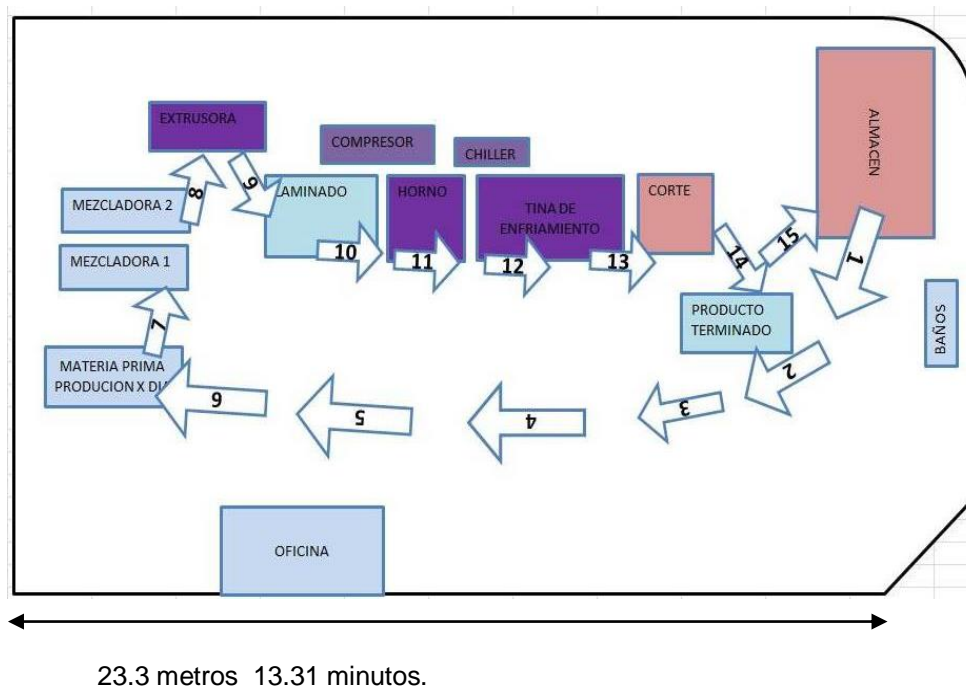 EXTRUSORA
COMPRESOR
CHILLER
ALMACEN
MEZCLADORA 2
8
9
LAMINADO
HORNO
TINA DE
ENFRIAMIENTO
CORTE
MEZCLADORA 1
10
11
12
13
14
15
1
7
PRODUCTO
TERMINADO
BAÑOS
MATERIA PRIMA
PRODUCION X DIA
6
5
4
3
2
OFICINA
23.3 metros 13.31 minutos.